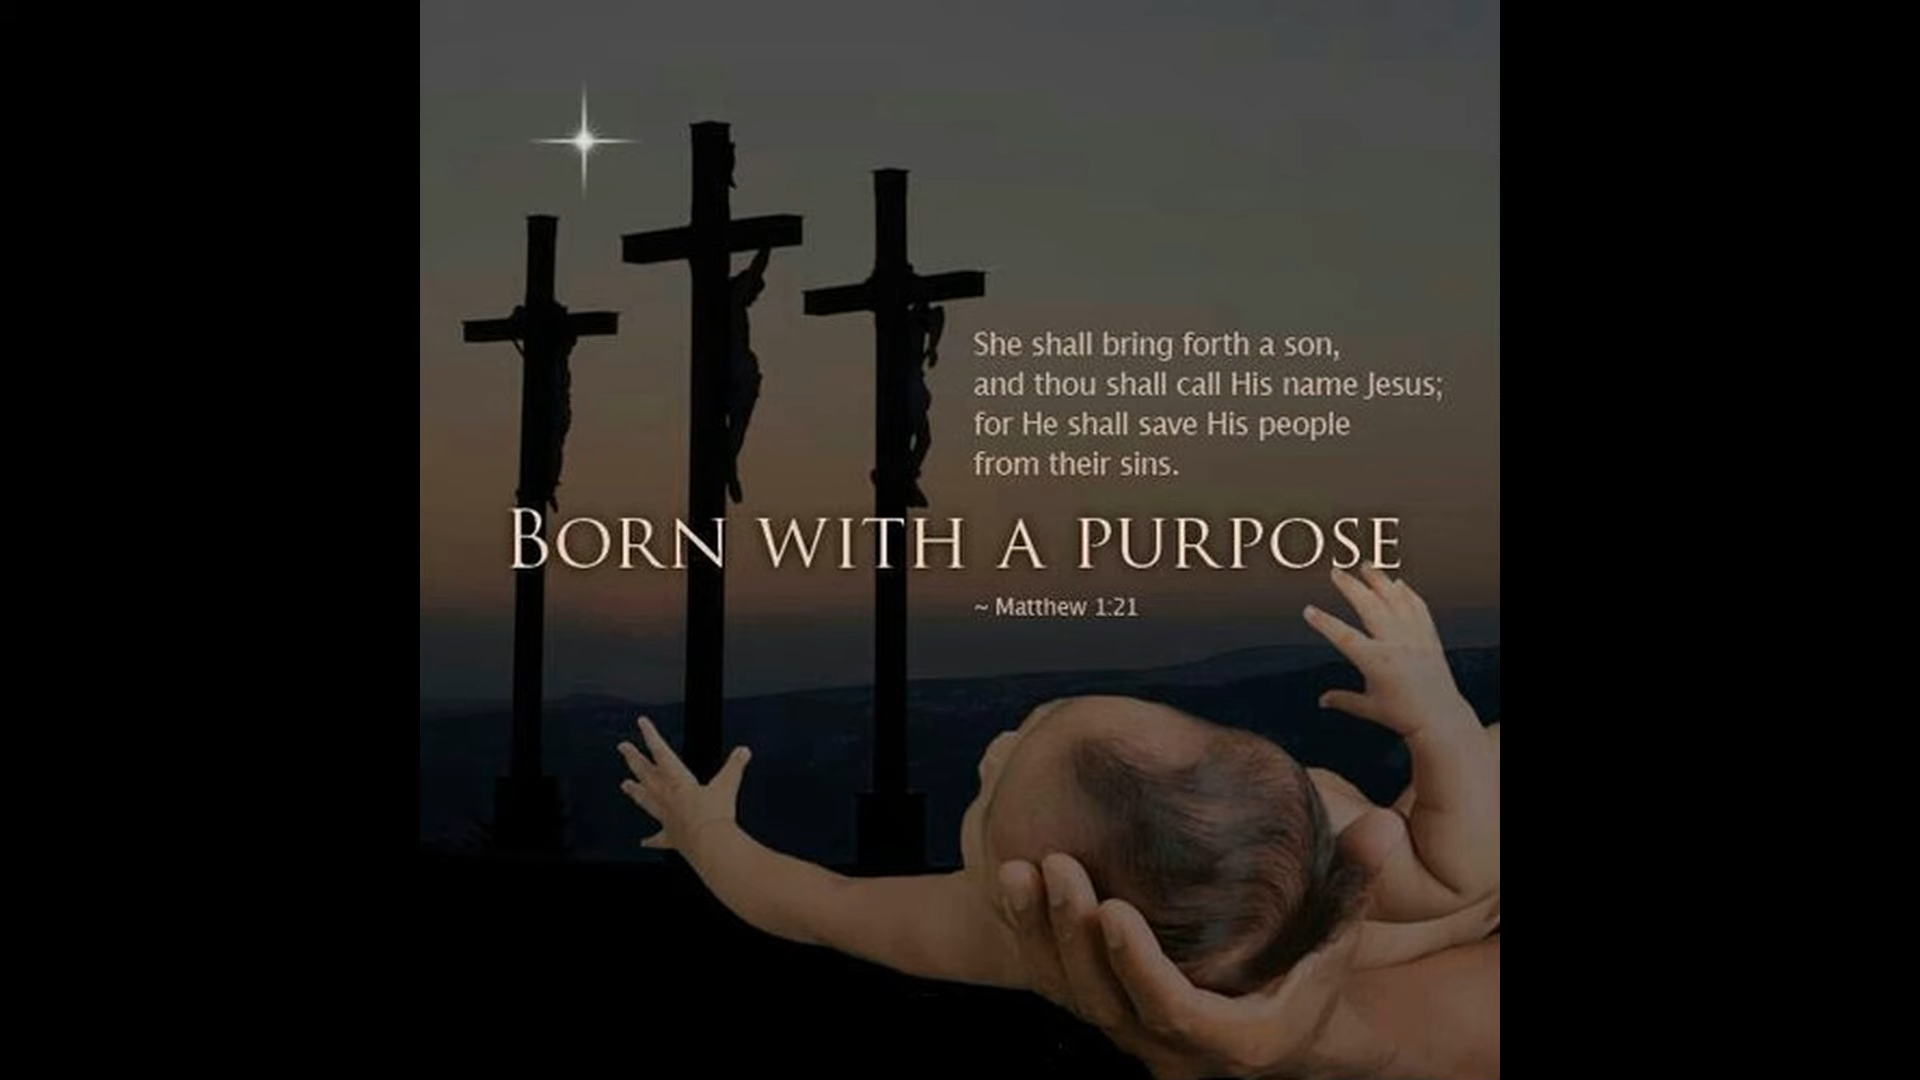 She shall bring forth a son,
and thou shall call His name Jesus;
for He shall save His people
from their sins.
BORN WITH A PURPOSE
~ Matthew 1:21